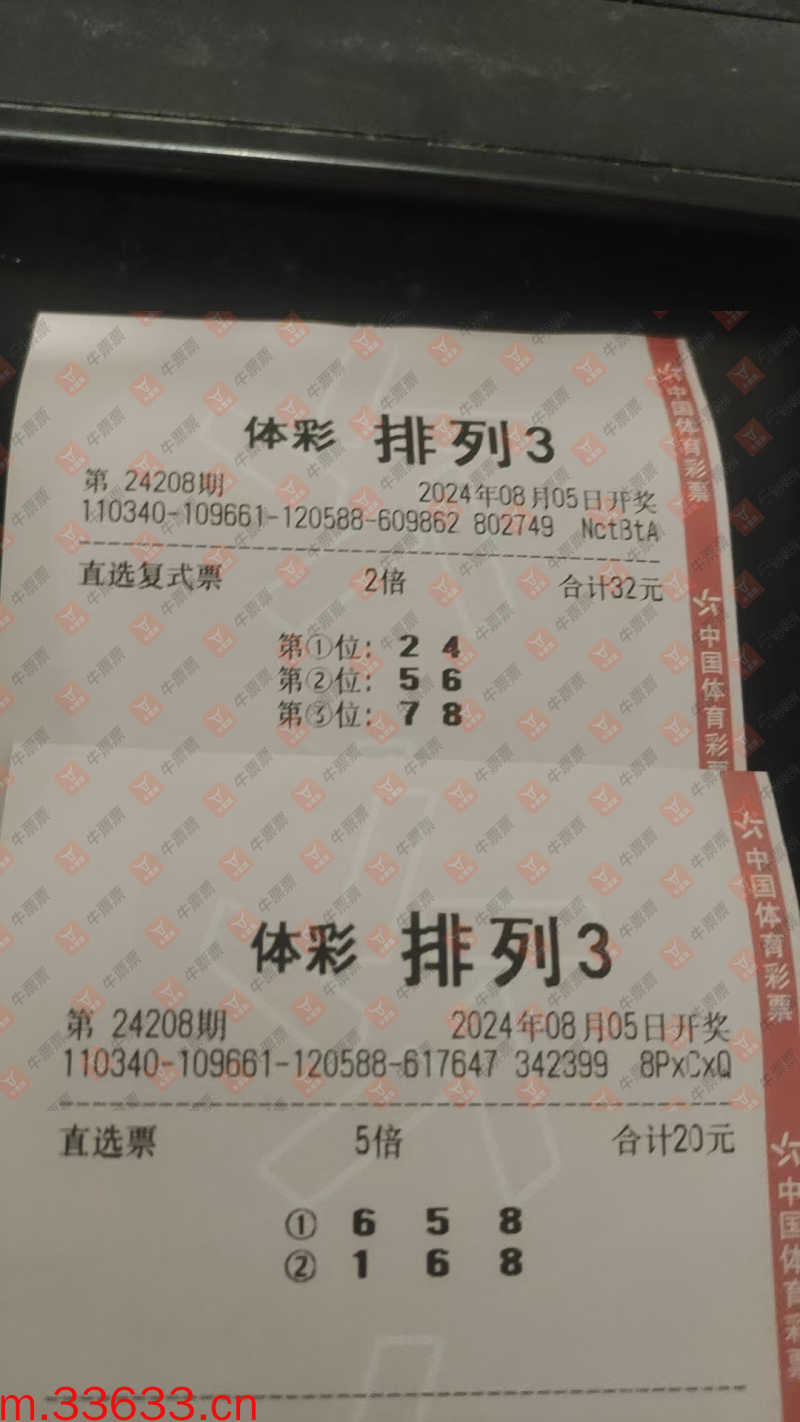 体彩 排列3
第 24208期 2024年08月05日开奖
110340-109661-120588-609862 802749 NctBtA
直选复式票 2倍 合计32元
第①位: 2 4
第②位: 5 6
第③位: 7 8
中国体育彩票
中国体育彩票
体彩 排列3
第 24208期 2024年08月05日开奖
110340-109661-120588-617647 342399 8PxCxQ
直选票 5倍 合计20元
① 6 5 8
② 1 6 8
中国体育彩票
中国体育彩票
牛票票
m.33633.cn